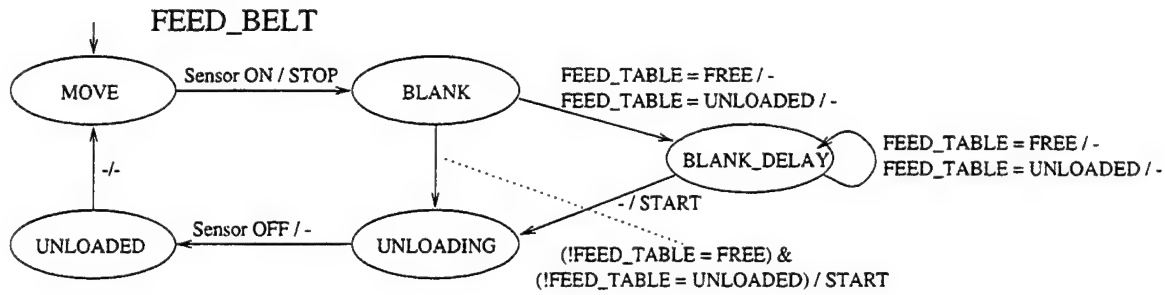 FEED_BELT
Sensor ON / STOP
MOVE
BLANK
FEED_TABLE = FREE / -
FEED_TABLE = UNLOADED / -
BLANK_DELAY
FEED_TABLE = FREE / -
FEED_TABLE = UNLOADED / -
-/-
- / START
UNLOADED
Sensor OFF / -
UNLOADING
(!FEED_TABLE = FREE) &
(!FEED_TABLE = UNLOADED) / START